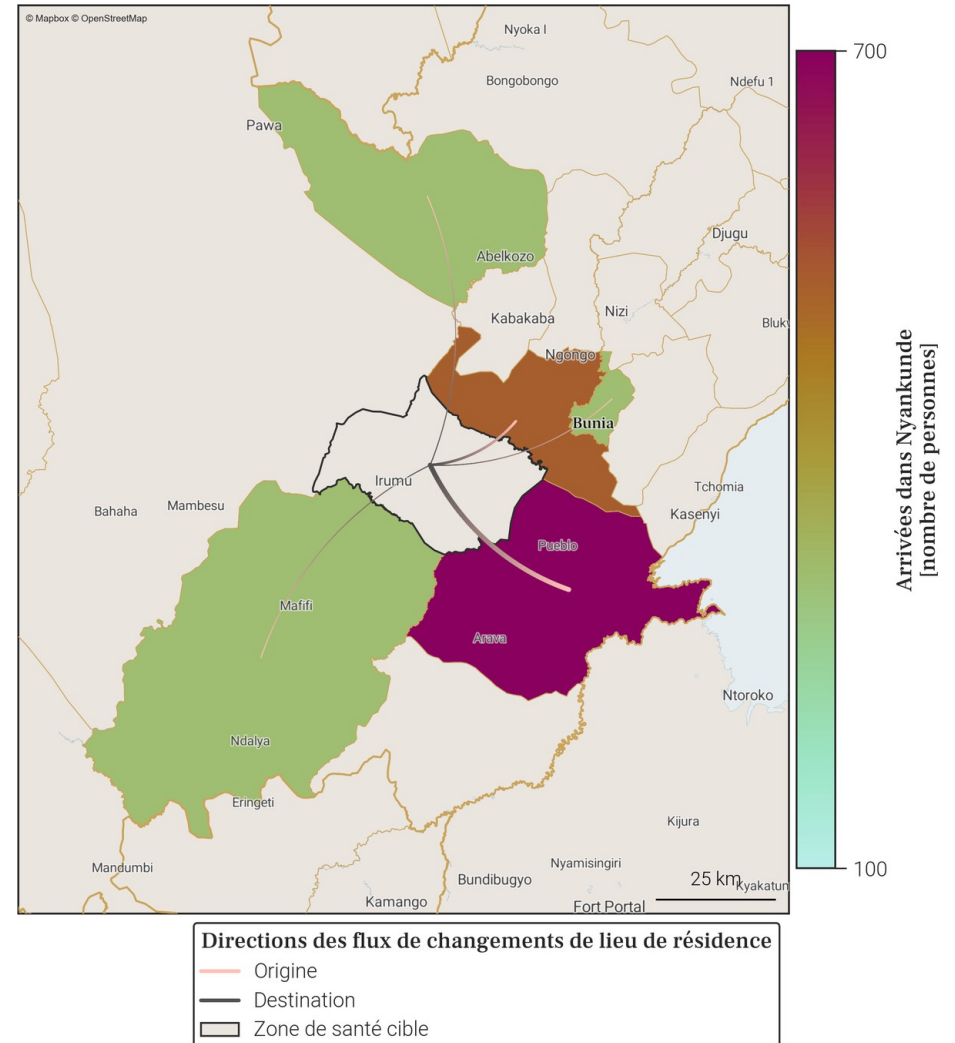 © Mapbox © OpenStreetMap
Nyoka I
Bongobongo
Ndefu 1
Pawa
Djugu
Abelkozo
Kabakaba
Nizi
Ngongo
Bunia
Irumu
Tchomia
Mambesu
Bahaha
Kasenyi
Pueblo
Mafifi
Arava
Ntoroko
Ndalya
Eringeti
Kijura
Nyamisingiri
Mandumbi
Bundibugyo
25 km
Kamango
Fort Portal
700
100
Arrivées dans Nyankunde
[nombre de personnes]
Directions des flux de changements de lieu de résidence
Origine
Destination
Zone de santé cible